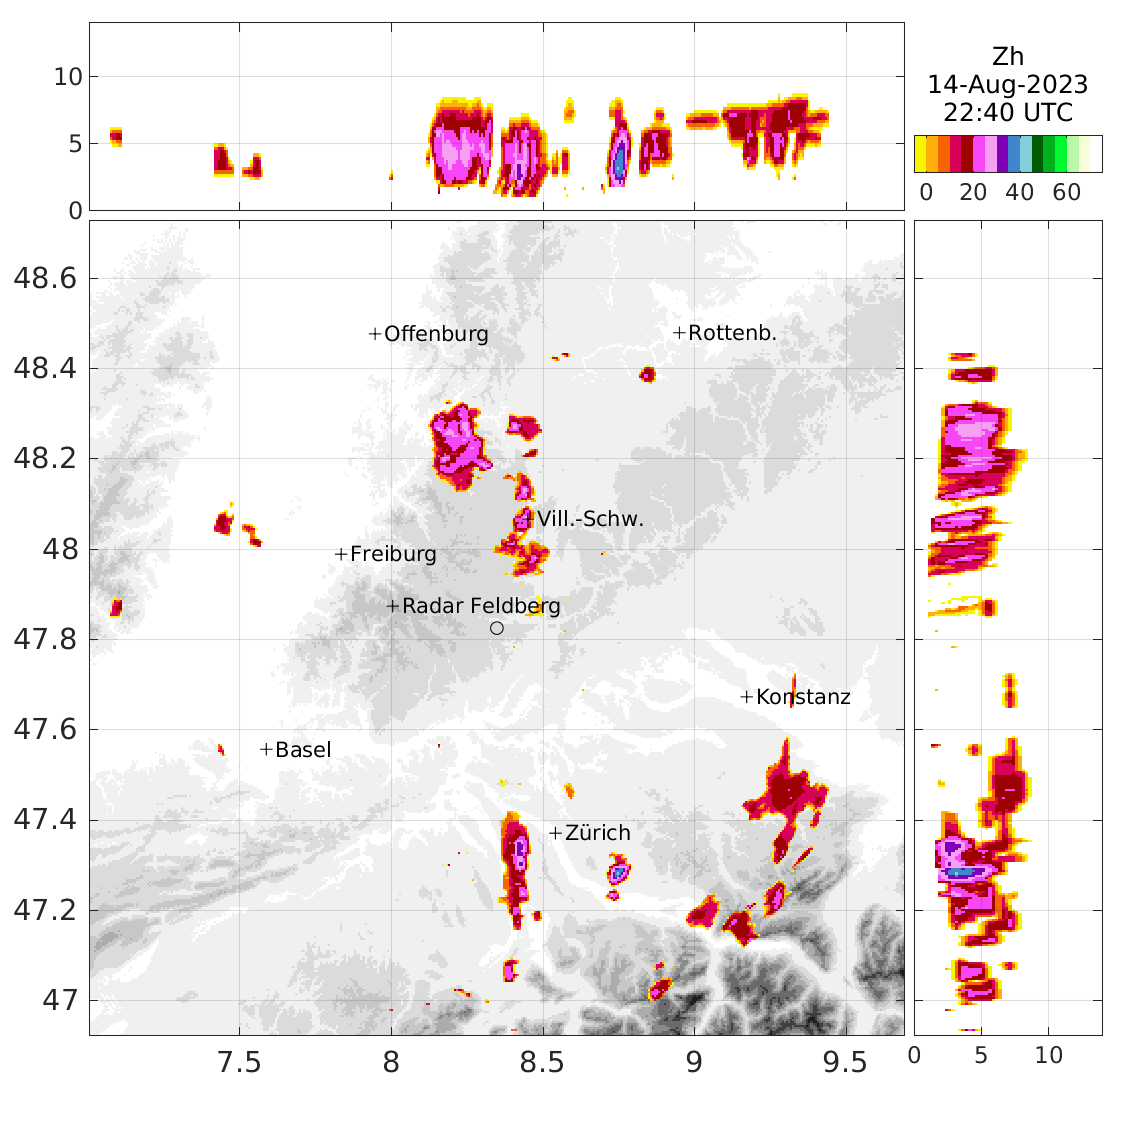 10
5
0
Zh
14-Aug-2023
22:40 UTC
0 20 40 60
48.6
48.4
48.2
48
47.8
47.6
47.4
47.2
47
+Offenburg
+Rottenb.
+Vill.-Schw.
+Freiburg
+Radar Feldberg
+Konstanz
+Basel
+Zürich
7.5 8 8.5 9 9.5
0 5 10